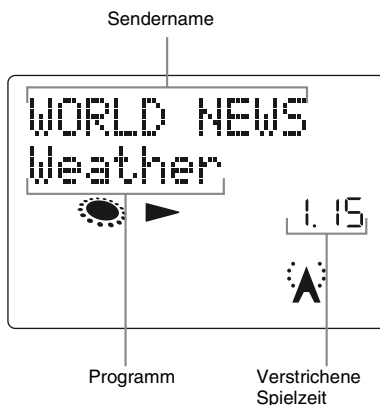 Sendername
WORLD NEWS
Weather
1.15
Programm
Verstrichene
Spielzeit